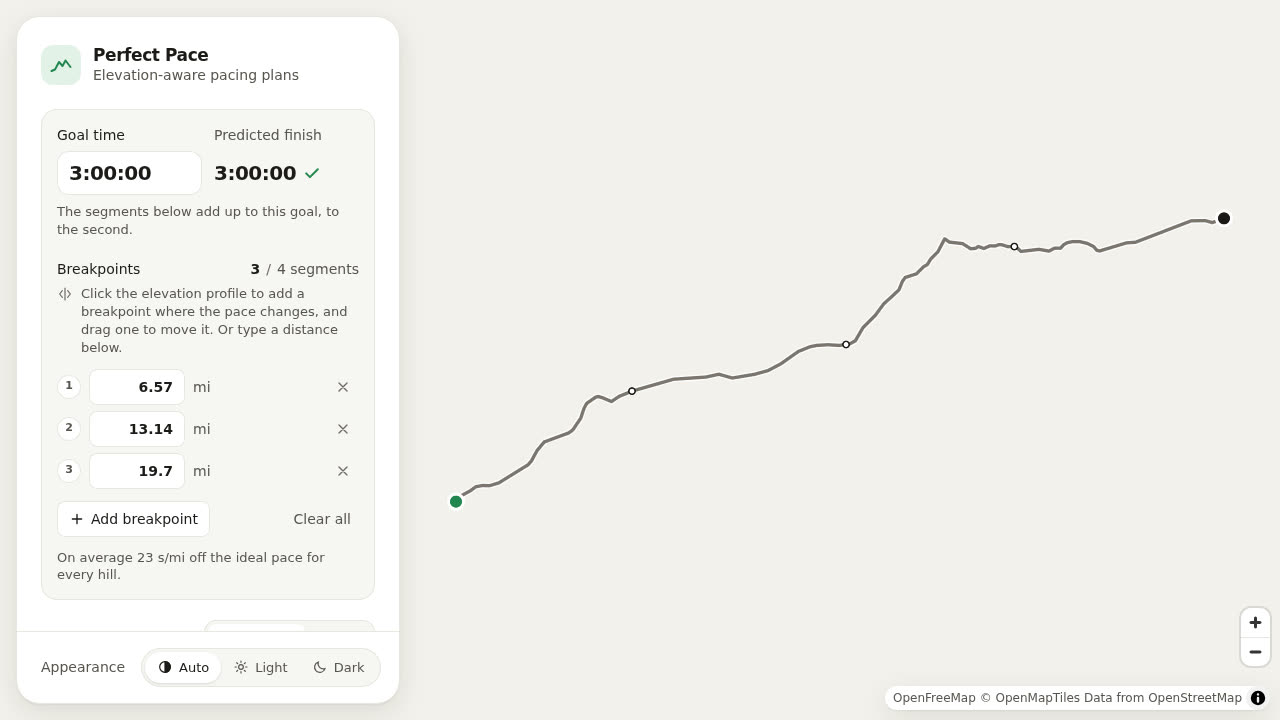 Perfect Pace
Elevation-aware pacing plans
Goal time
Predicted finish
3:00:00
3:00:00
The segments below add up to this goal, to
the second.
Breakpoints
3 / 4 segments
Click the elevation profile to add a
breakpoint where the pace changes, and
drag one to move it. Or type a distance
below.
1 6.57 mi
2 13.14 mi
3 19.7 mi
Add breakpoint
Clear all
On average 23 s/mi off the ideal pace for
every hill.
Appearance
Auto
Light
Dark
OpenFreeMap © OpenMapTiles Data from OpenStreetMap